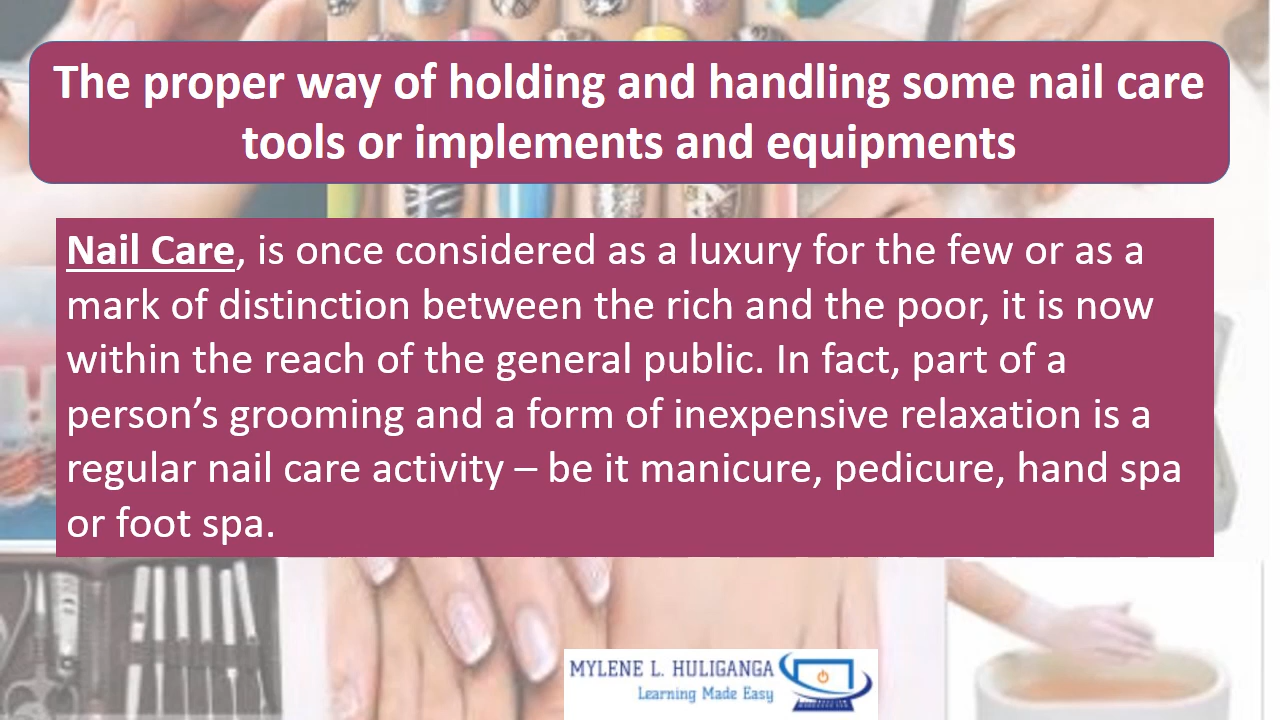 The proper way of holding and handling some nail care
tools or implements and equipments
Nail Care, is once considered as a luxury for the few or as a
mark of distinction between the rich and the poor, it is now
within the reach of the general public. In fact, part of a
person’s grooming and a form of inexpensive relaxation is a
regular nail care activity – be it manicure, pedicure, hand spa
or foot spa.
MYLENE L. HULIGANGA
Learning Made Easy